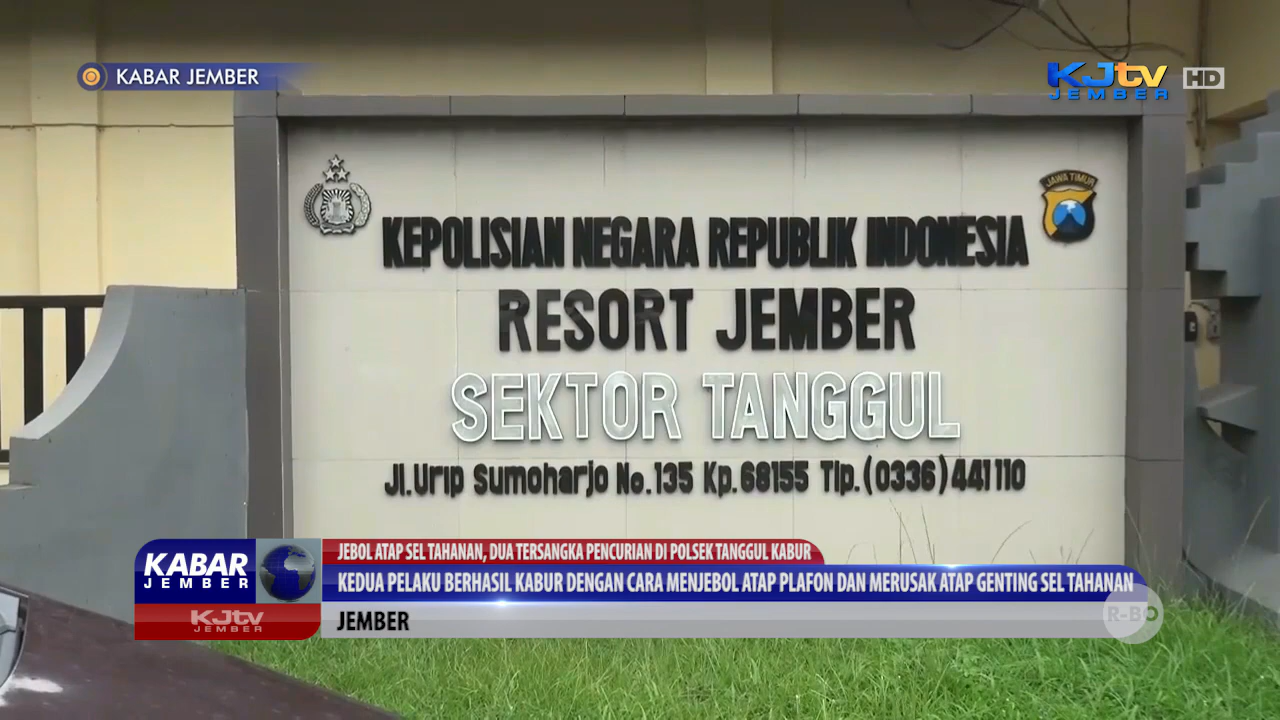 KABAR JEMBER
KJtv
JEMBER
HD
JAWA TIMUR
KEPOLISIAN NEGARA REPUBLIK INDONESIA
RESORT JEMBER
SEKTOR TANGGUL
Jl.Urip Sumoharjo No.135 Kp.68155 Tlp.(0336)441110
KABAR
JEMBER
JEBOL ATAP SEL TAHANAN, DUA TERSANGKA PENCURIAN DI POLSEK TANGGUL KABUR
KEDUA PELAKU BERHASIL KABUR DENGAN CARA MENJEBOL ATAP PLAFON DAN MERUSAK ATAP GENTING SEL TAHANAN
KJtv
JEMBER
JEMBER
R-BO